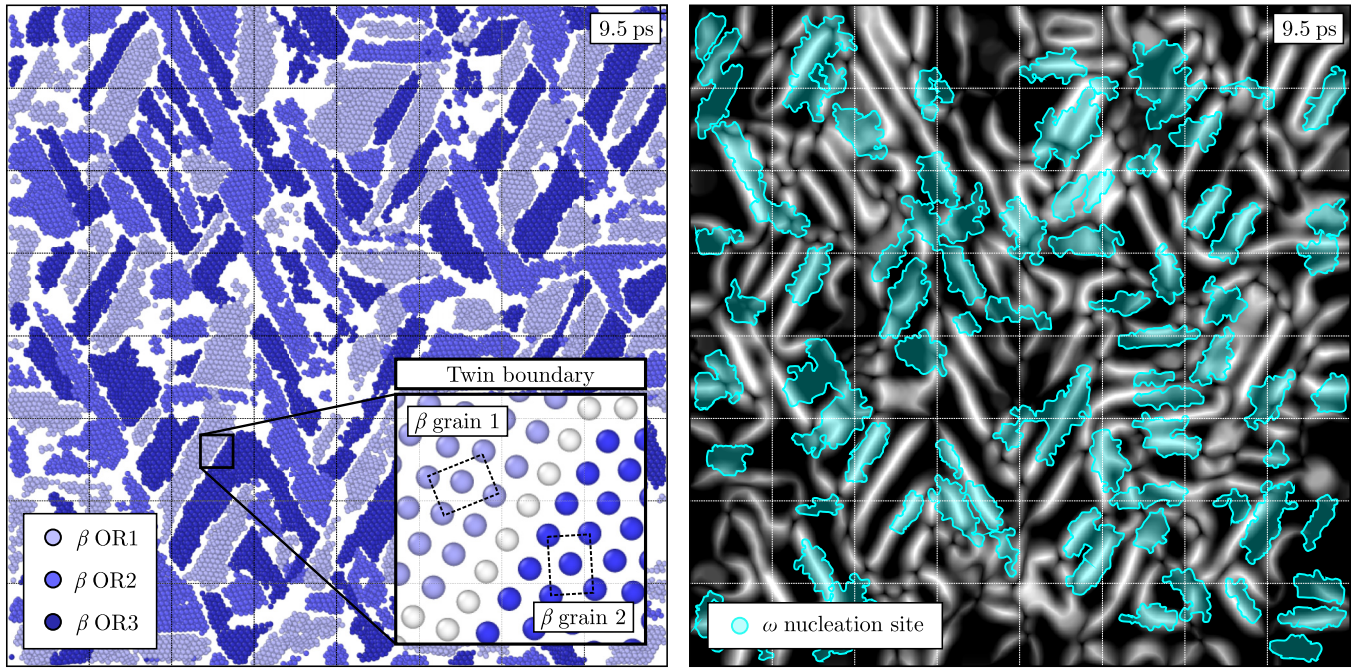 9.5 ps
Twin boundary
β grain 1
β grain 2
β OR1
β OR2
β OR3
9.5 ps
ω nucleation site